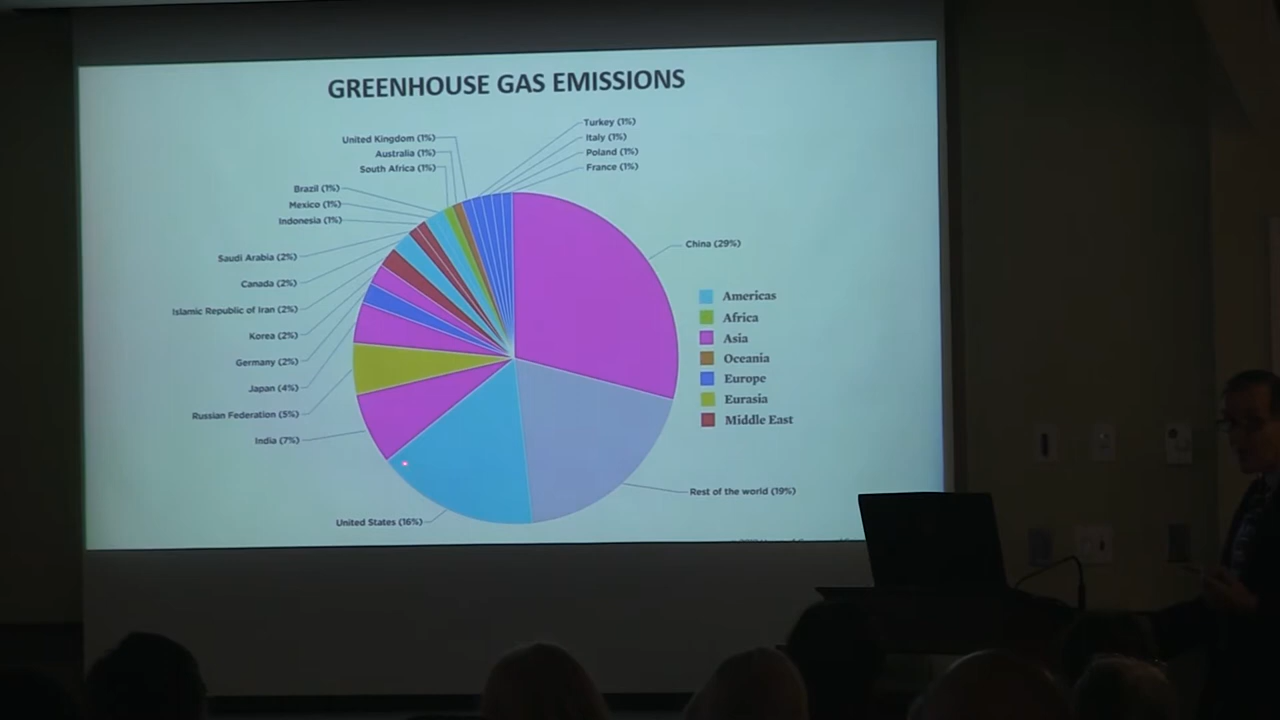 GREENHOUSE GAS EMISSIONS
United Kingdom (1%)
Australia (1%)
South Africa (1%)
Brazil (1%)
Mexico (1%)
Indonesia (1%)
Saudi Arabia (2%)
Canada (2%)
Islamic Republic of Iran (2%)
Korea (2%)
Germany (2%)
Japan (4%)
Russian Federation (5%)
India (7%)
United States (16%)
Turkey (1%)
Italy (1%)
Poland (1%)
France (1%)
China (29%)
Americas
Africa
Asia
Oceania
Europe
Eurasia
Middle East
Rest of the world (19%)